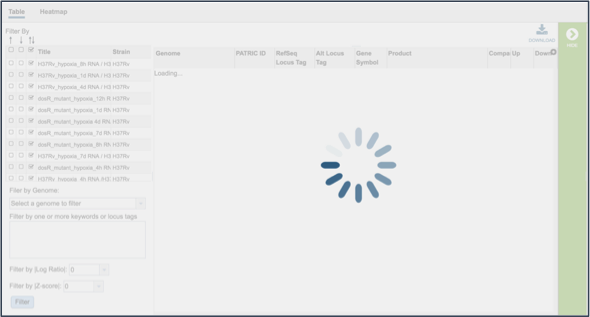 Table Heatmap
Filter By
DOWNLOAD
HIDE
Title Strain
Genome PATRIC ID RefSeq Locus Tag Alt Locus Tag Gene Symbol Product Compa Up Down
Loading...
H37Rv_hypoxia_8h RNA / H3 H37Rv
H37Rv_hypoxia_1d RNA / H3 H37Rv
H37Rv_hypoxia_4d RNA / H3 H37Rv
dosR_mutant_hypoxia_12h R H37Rv
dosR_mutant_hypoxia_1d RN H37Rv
dosR_mutant_hypoxia 4d RN, H37Rv
dosR_mutant_hypoxia_7d RN H37Rv
dosR_mutant_hypoxia_8h RN H37Rv
H37Rv_hypoxia_7d RNA / H3 H37Rv
dosR_mutant_hypoxia_4h RN H37Rv
H37Rv_hypoxia_4h RNA /H3 H37Rv
Filer by Genome:
Select a genome to filter
Filter by one or more keywords or locus tags
Filter by |Log Ratio|: 0
Filter by |Z-score|: 0
Filter